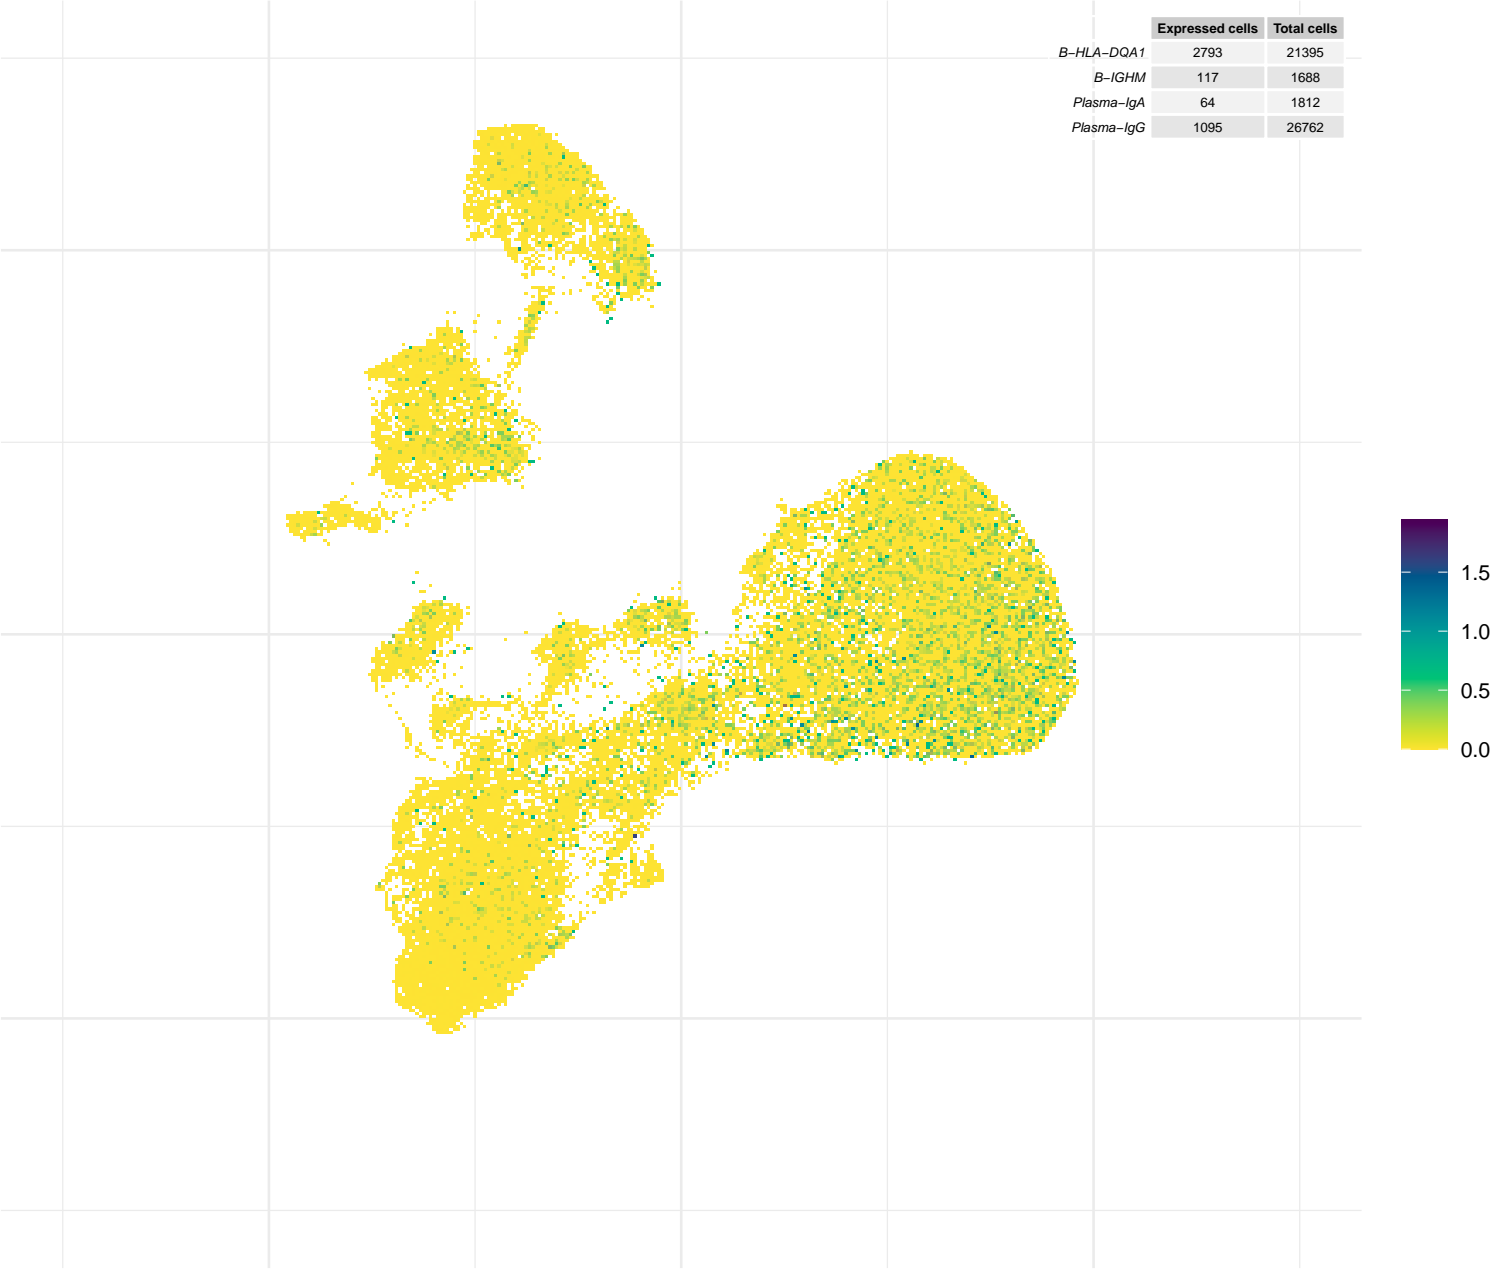 Expressed cells Total cells
B−HLA−DQA1 2793 21395
B−IGHM 117 1688
Plasma−IgA 64 1812
Plasma−IgG 1095 26762
1.5
1.0
0.5
0.0